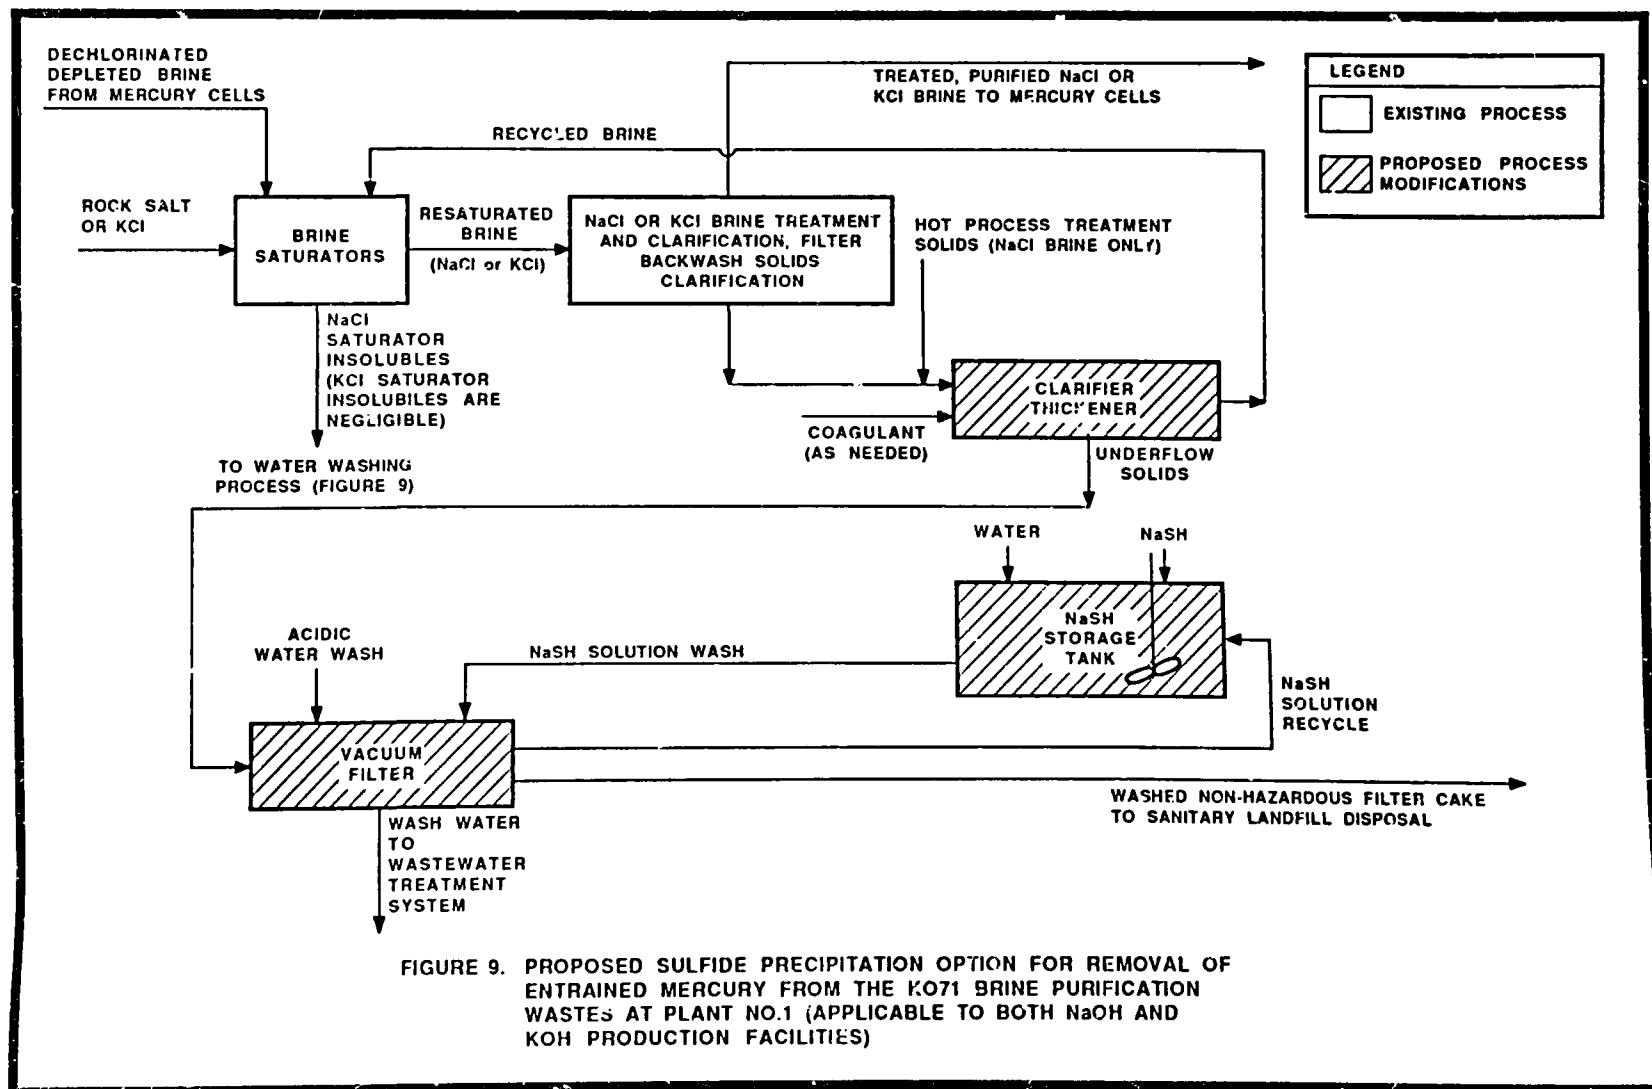 DECHLORINATED
DEPLETED BRINE
FROM MERCURY CELLS
TREATED, PURIFIED NaCl OR
KCl BRINE TO MERCURY CELLS
LEGEND
EXISTING PROCESS
PROPOSED PROCESS
MODIFICATIONS
RECYCLED BRINE
ROCK SALT
OR KCl
BRINE
SATURATORS
RESATURATED
BRINE
(NaCl or KCl)
NaCl OR KCl BRINE TREATMENT
AND CLARIFICATION, FILTER
BACKWASH SOLIDS
CLARIFICATION
HOT PROCESS TREATMENT
SOLIDS (NaCl BRINE ONLY)
NaCl
SATURATOR
INSOLUBLES
(KCl SATURATOR
INSOLUBILES ARE
NEGLIGIBLE)
TO WATER WASHING
PROCESS (FIGURE 9)
CLARIFIER
THICKENER
COAGULANT
(AS NEEDED)
UNDERFLOW
SOLIDS
WATER
NaSH
NaSH
STORAGE
TANK
ACIDIC
WATER WASH
NaSH SOLUTION WASH
NaSH
SOLUTION
RECYCLE
VACUUM
FILTER
WASHED NON-HAZARDOUS FILTER CAKE
TO SANITARY LANDFILL DISPOSAL
WASH WATER
TO
WASTEWATER
TREATMENT
SYSTEM
FIGURE 9. PROPOSED SULFIDE PRECIPITATION OPTION FOR REMOVAL OF
ENTRAINED MERCURY FROM THE KO71 BRINE PURIFICATION
WASTES AT PLANT NO.1 (APPLICABLE TO BOTH NaOH AND
KOH PRODUCTION FACILITIES)